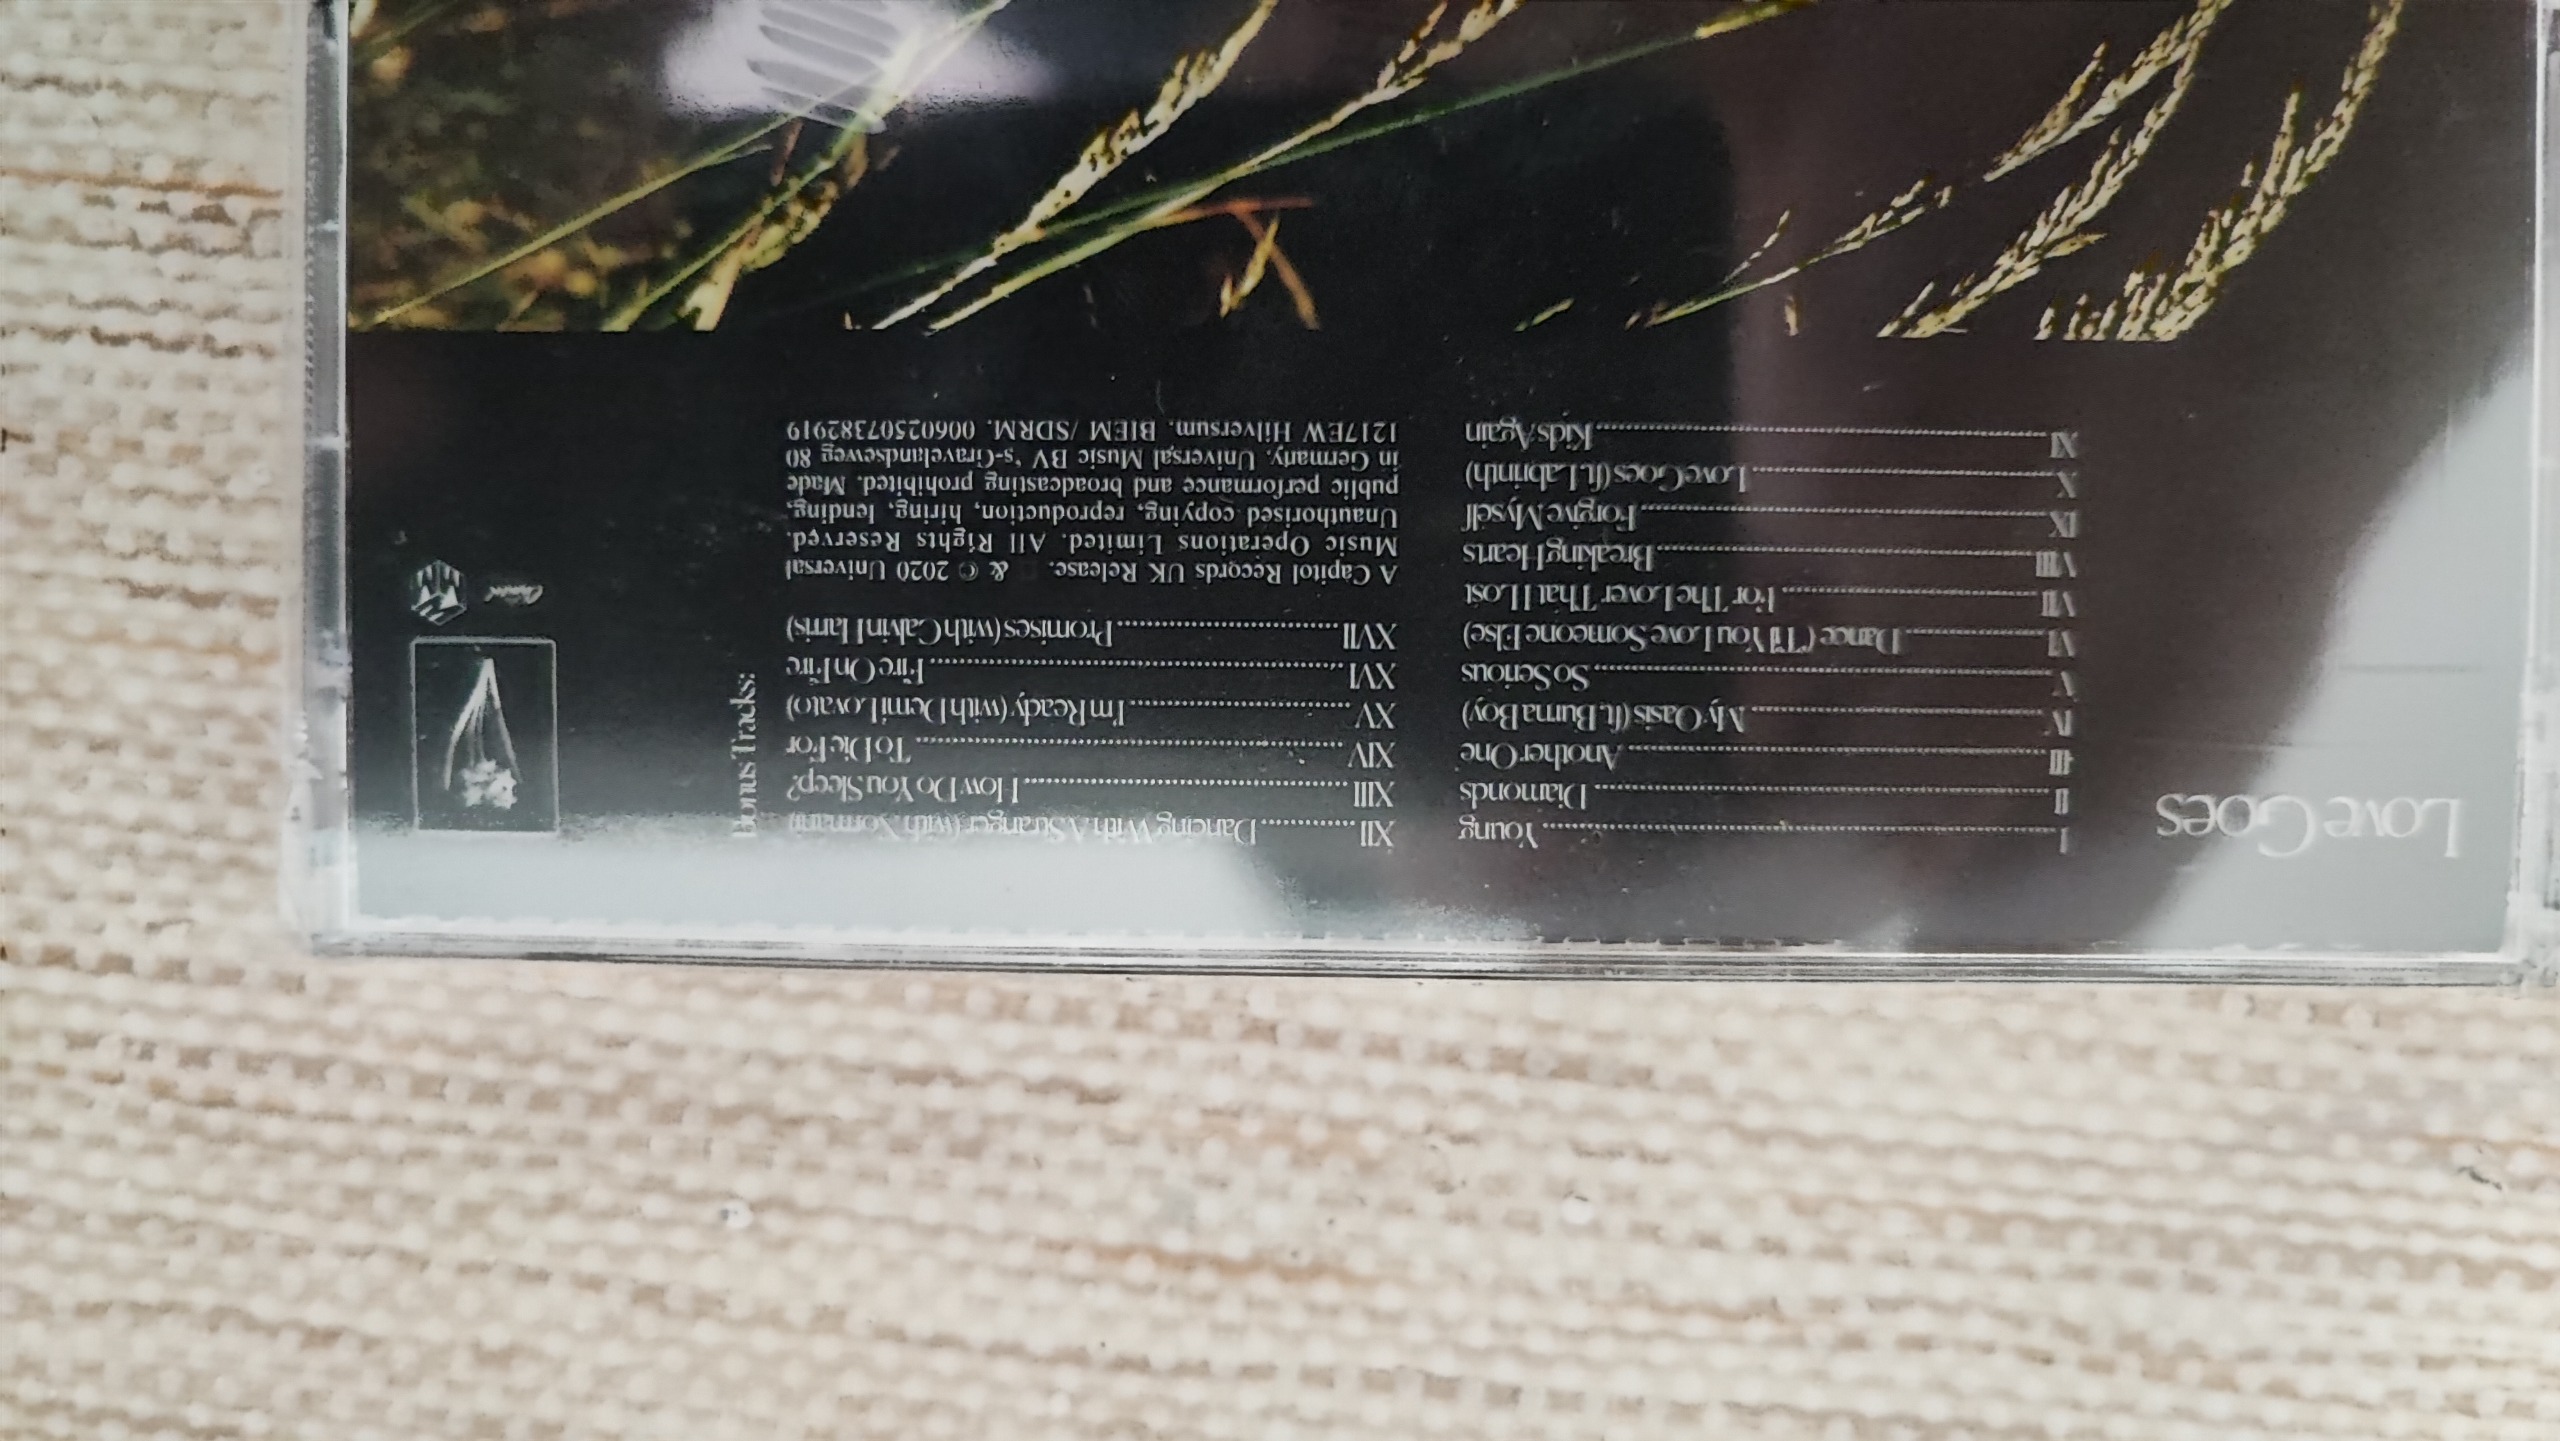 Love Goes
I Young
II Diamonds
III Another One
IV My Oasis (ft. Burna Boy)
V So Serious
VI Dance ('Til You Love Someone Else)
VII For The Lover That I Lost
VIII Breaking Hearts
IX Forgive Myself
X Love Goes (ft. Labrinth)
XI Kids Again
Bonus Tracks:
XII Dancing With A Stranger (with Normani)
XIII How Do You Sleep?
XIV To Die For
XV I'm Ready (with Demi Lovato)
XVI Fire On Fire
XVII Promises (with Calvin Harris)
A Capitol Records UK Release. & © 2020 Universal
Music Operations Limited. All Rights Reserved.
Unauthorised copying, reproduction, hiring, lending,
public performance and broadcasting prohibited. Made
in Germany. Universal Music BV 's-Gravelandseweg 80
1217EW Hilversum. BIEM /SDRM. 00602507382919
Capitol